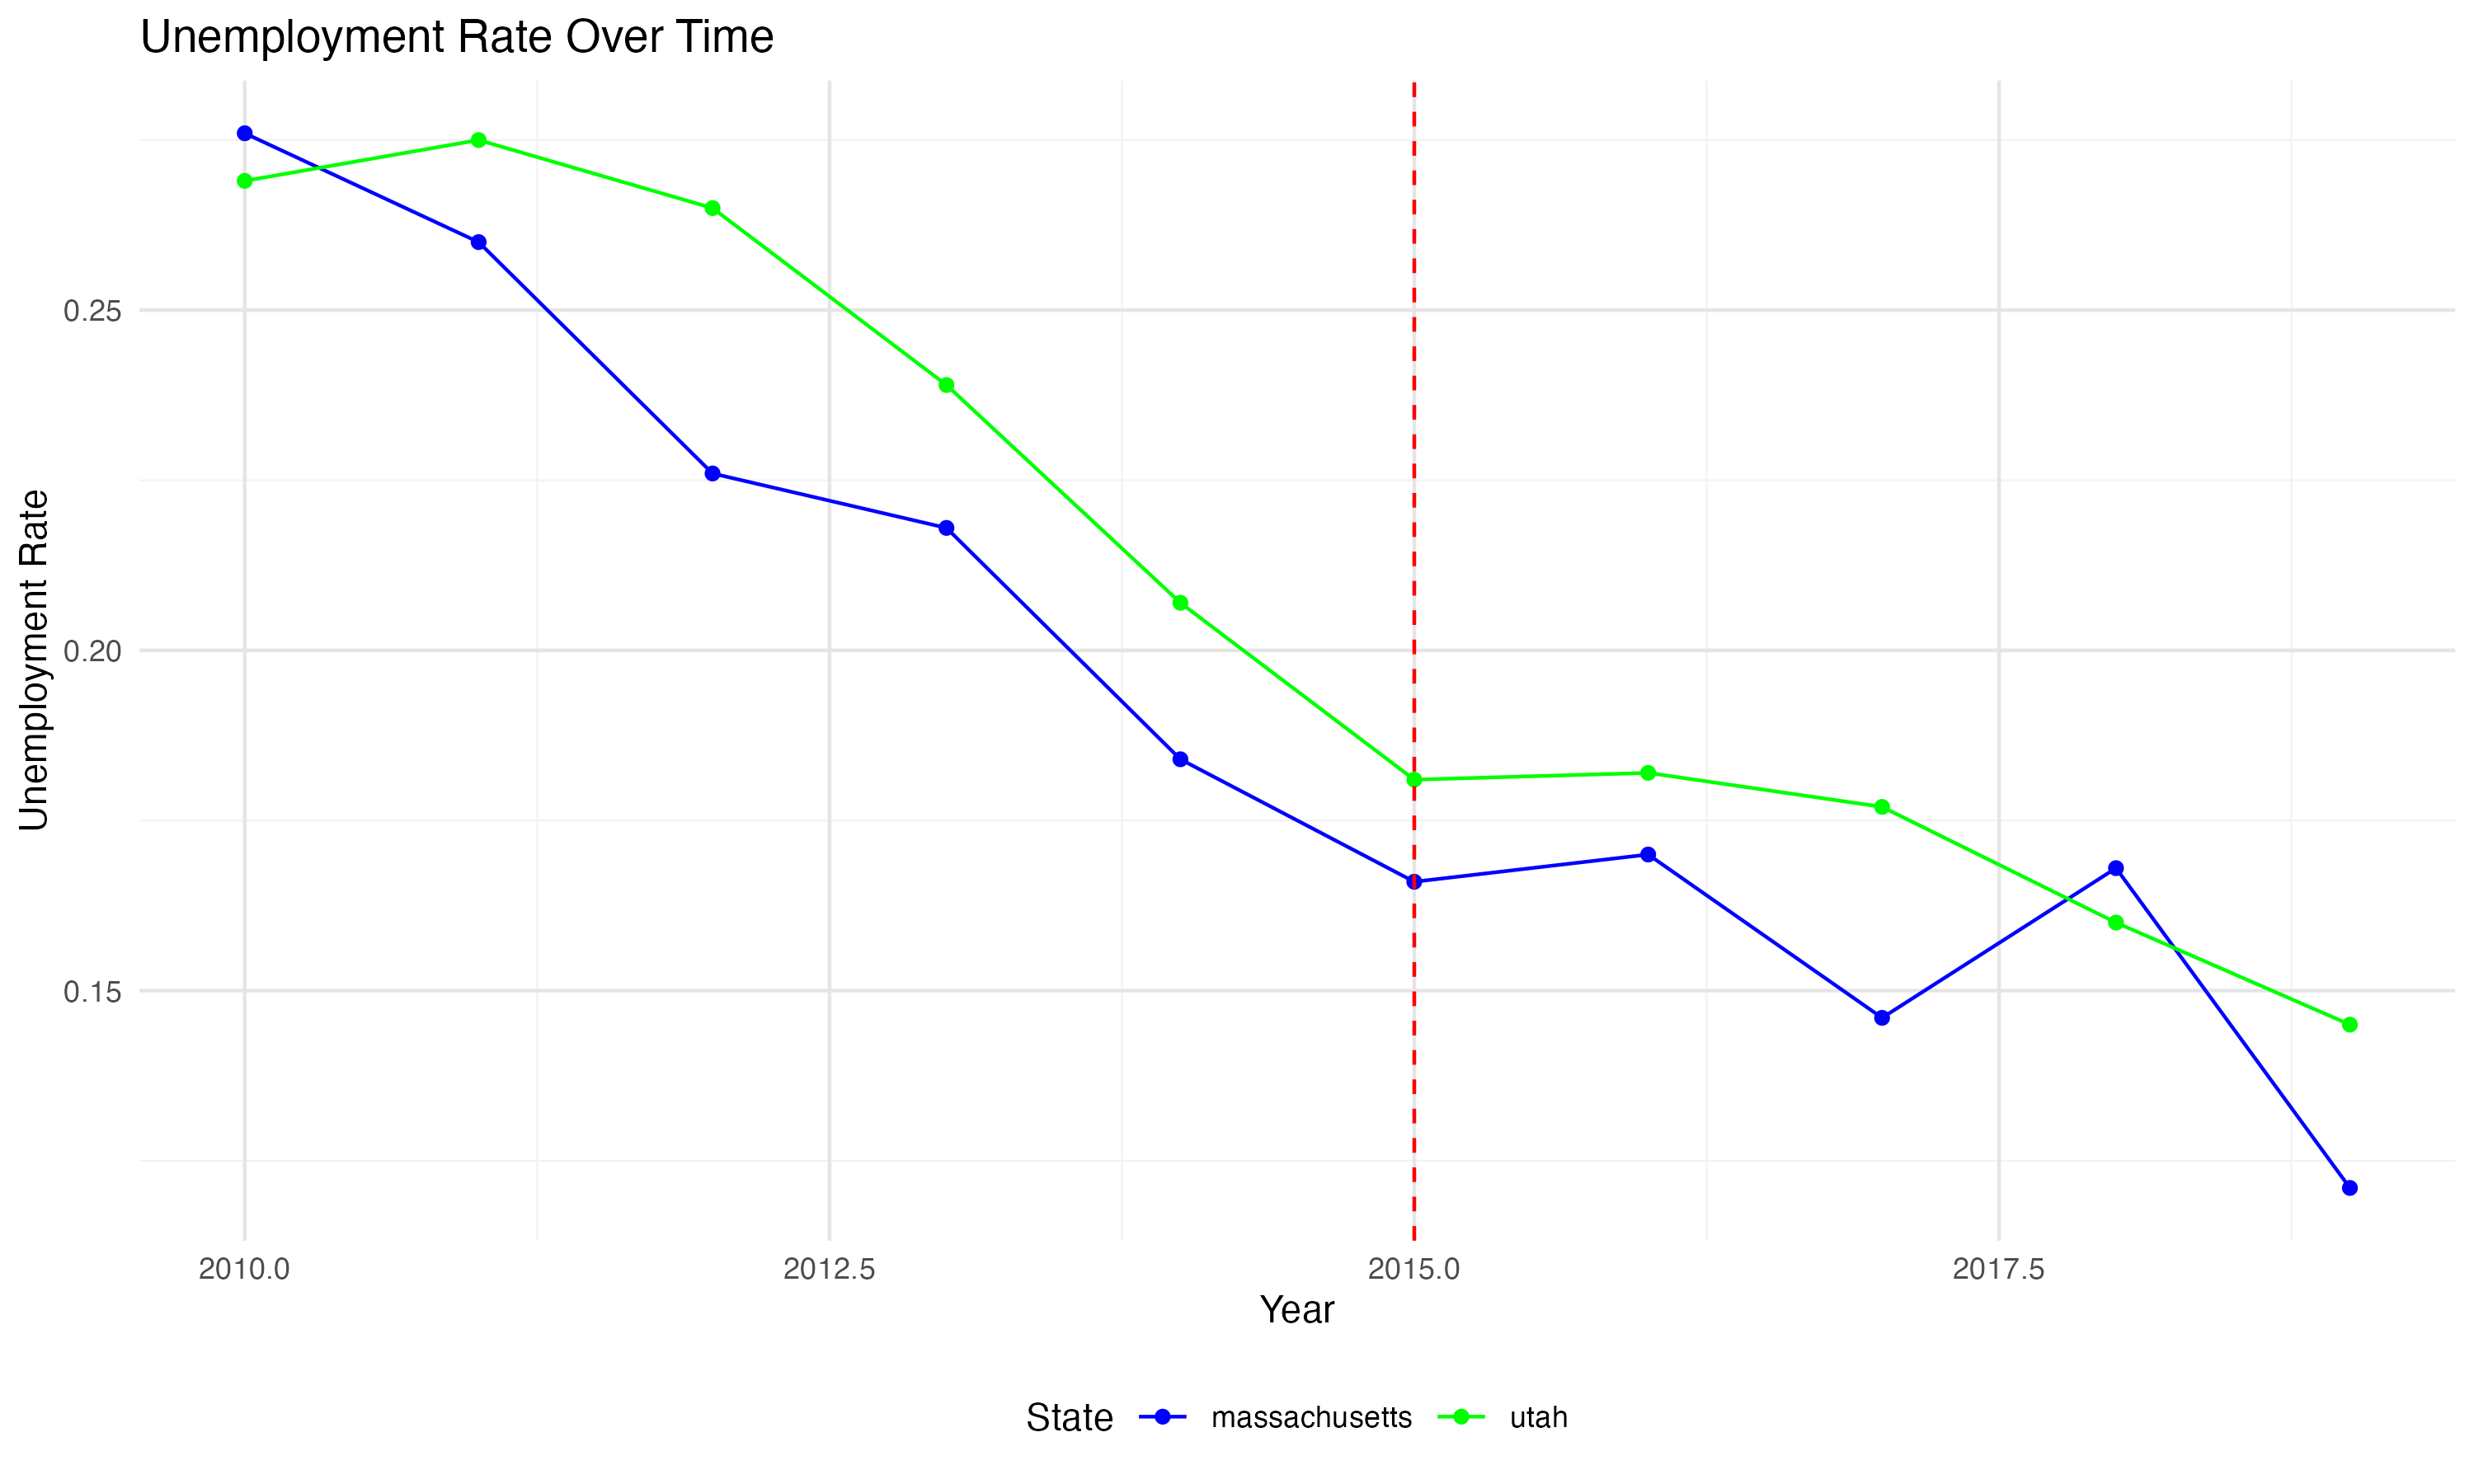 Unemployment Rate Over Time
Unemployment Rate
0.25
0.20
0.15
2010.0 2012.5 2015.0 2017.5
Year
State massachusetts utah